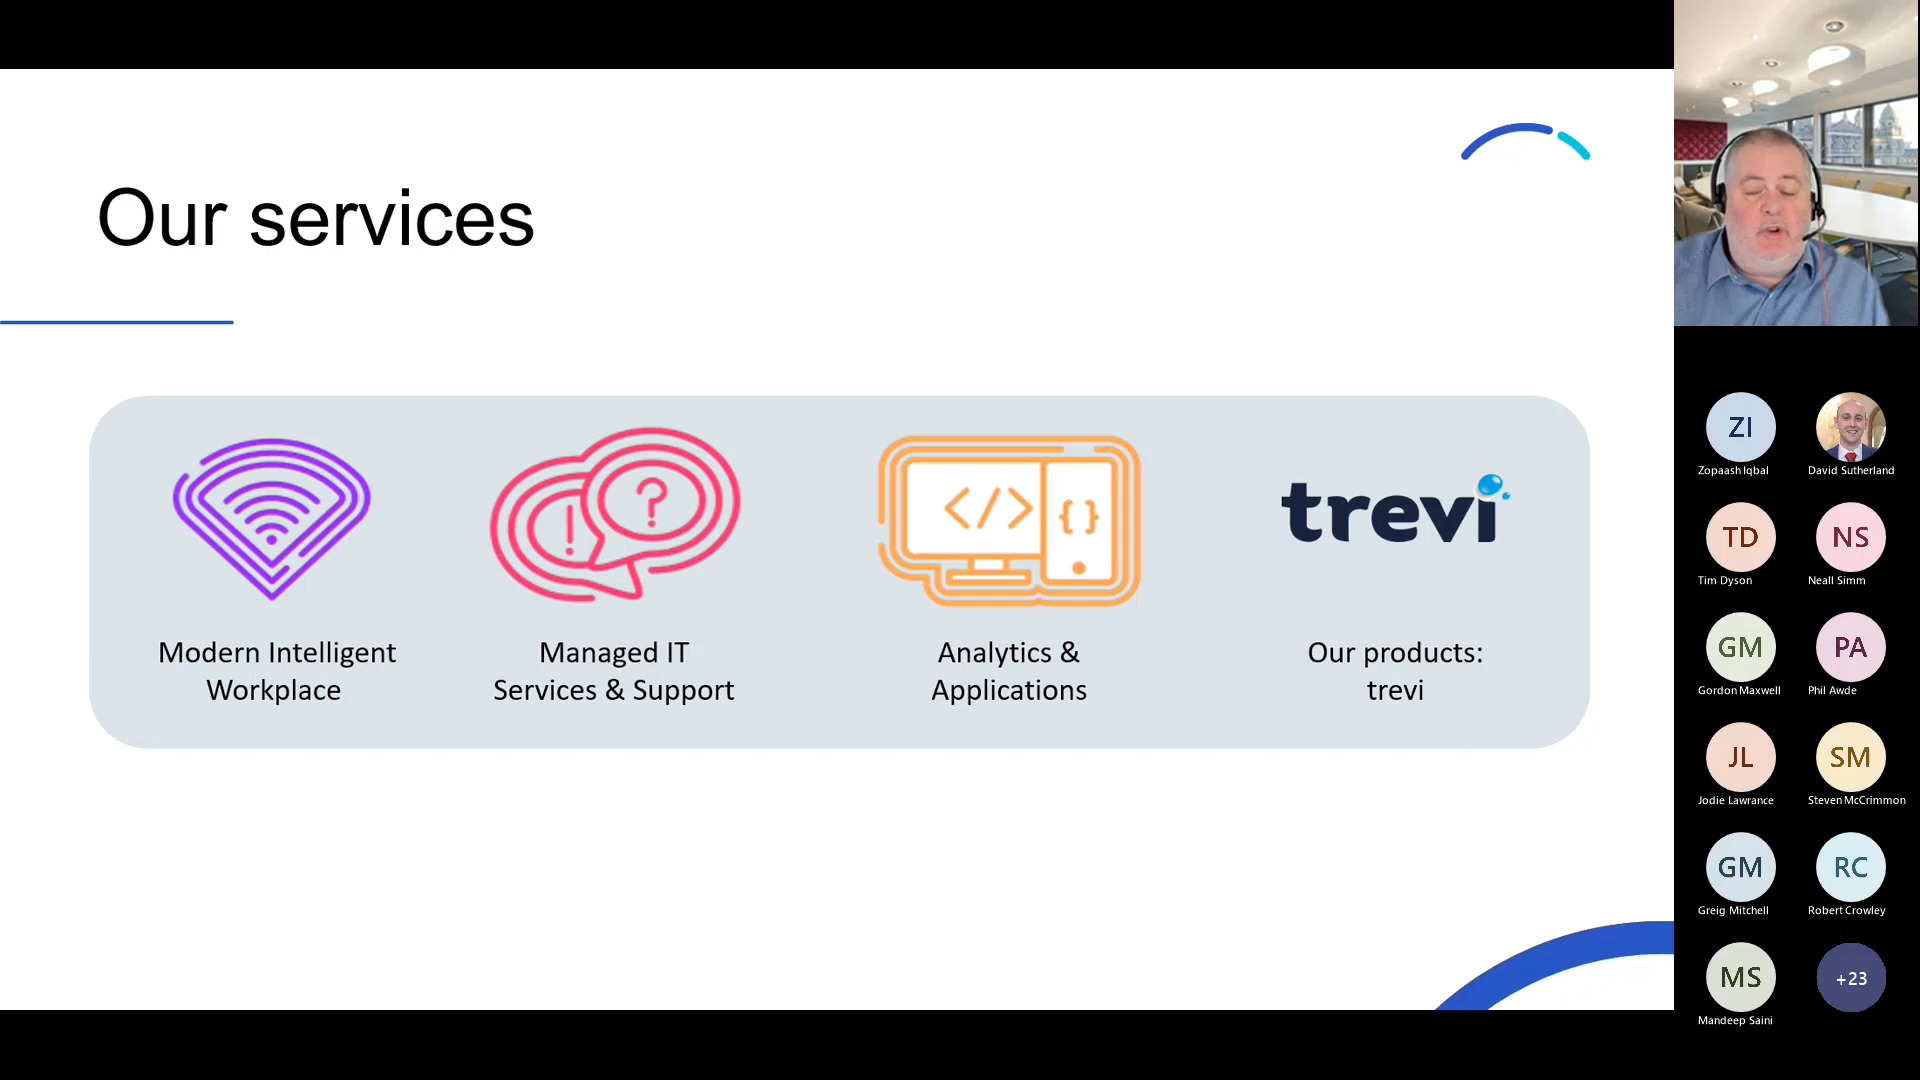 Our services
!
?
</>
{}
trevi
Modern Intelligent
Workplace
Managed IT
Services & Support
Analytics &
Applications
Our products:
trevi
ZI
Zopaash Iqbal
David Sutherland
TD
Tim Dyson
NS
Neall Simm
GM
Gordon Maxwell
PA
Phil Awde
JL
Jodie Lawrance
SM
Steven McCrimmon
GM
Greig Mitchell
RC
Robert Crowley
MS
Mandeep Saini
+23